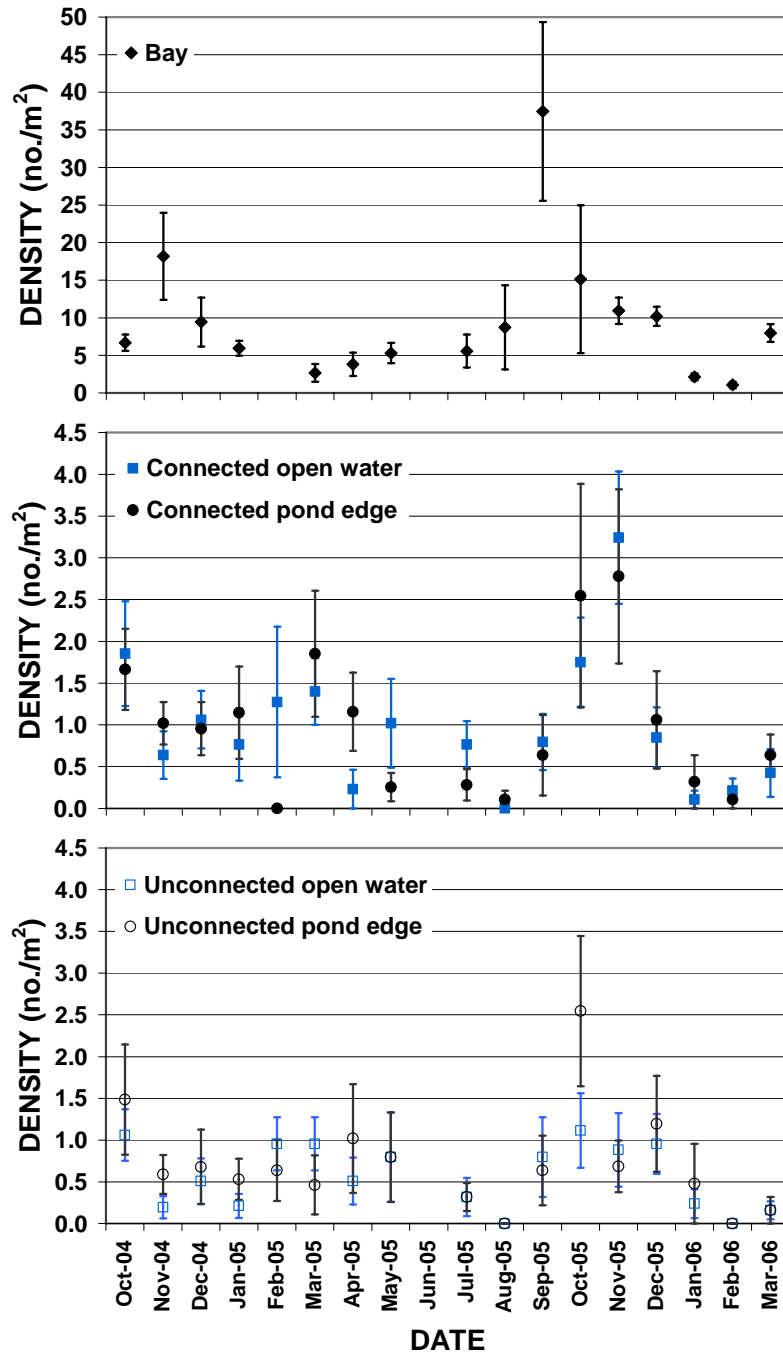 50
45
40
35
30
25
20
15
10
5
0
DENSITY (no./m²)
Bay
4.5
4.0
3.5
3.0
2.5
2.0
1.5
1.0
0.5
0.0
DENSITY (no./m²)
Connected open water
Connected pond edge
4.5
4.0
3.5
3.0
2.5
2.0
1.5
1.0
0.5
0.0
DENSITY (no./m²)
Unconnected open water
Unconnected pond edge
Oct-04
Nov-04
Dec-04
Jan-05
Feb-05
Mar-05
Apr-05
May-05
Jun-05
Jul-05
Aug-05
Sep-05
Oct-05
Nov-05
Dec-05
Jan-06
Feb-06
Mar-06
DATE